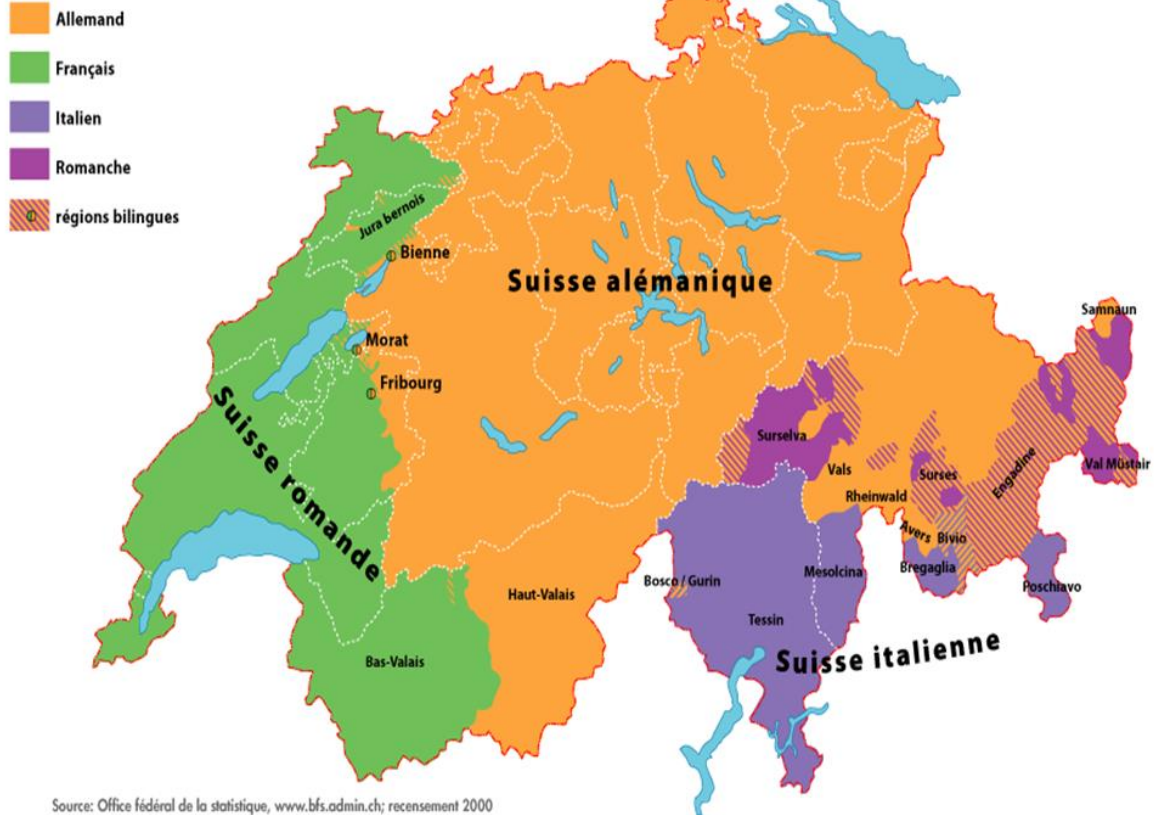 Allemand
Français
Italien
Romanche
régions bilingues
Jura bernois
Bienne
Suisse alémanique
Samnaun
Morat
Fribourg
Suisse romande
Surselva
Vals
Rheinwald
Surses
Engadine
Val Müstair
Avers
Bivio
Bregaglia
Poschiavo
Bosco / Gurin
Mesolcina
Haut-Valais
Tessin
Bas-Valais
Suisse italienne
Source: Office fédéral de la statistique, www.bfs.admin.ch; recensement 2000